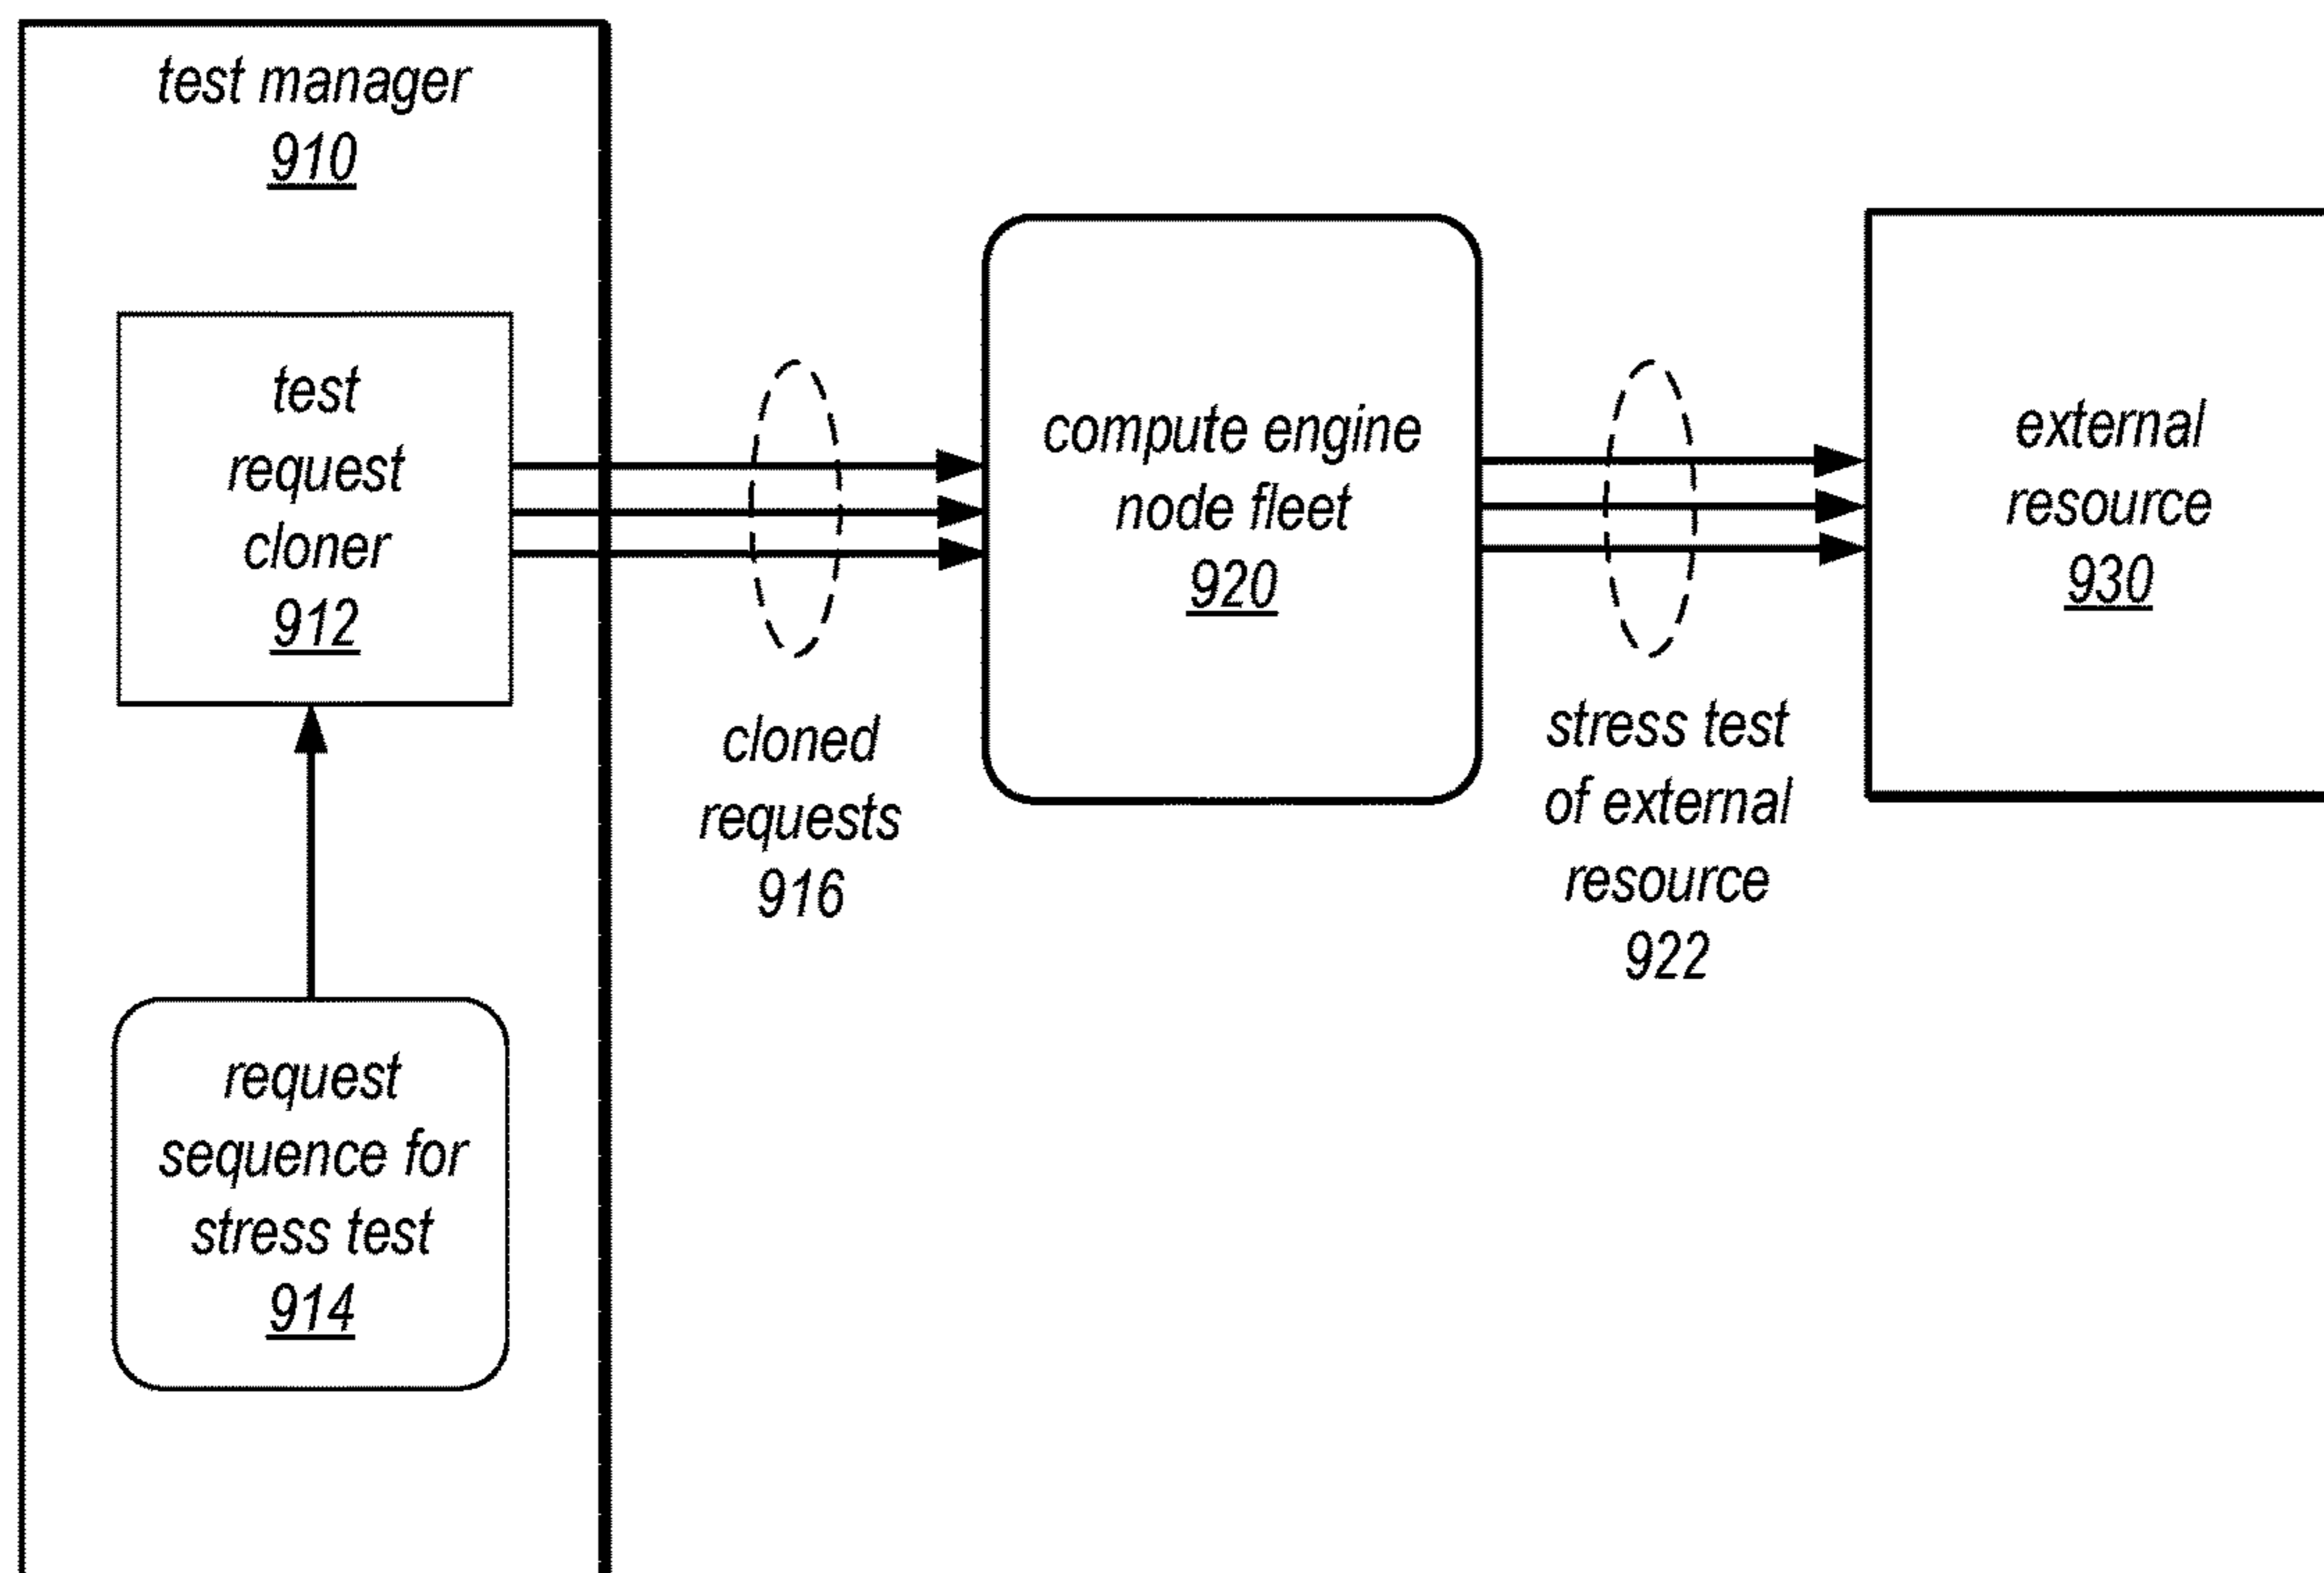 test manager
910
test
request
cloner
912
request
sequence for
stress test
914
cloned
requests
916
compute engine
node fleet
920
stress test
of external
resource
922
external
resource
930